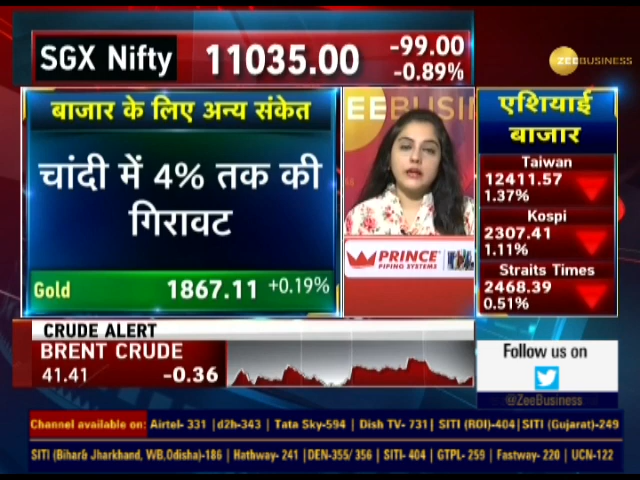 SGX Nifty 11035.00 -99.00
-0.89%
ZEEBUSINESS
बाजार के लिए अन्य संकेत
चांदी में 4% तक की
गिरावट
Gold 1867.11 +0.19%
EEBUSIN
PRINCE
PIPING SYSTEMS
एशियाई
बाजार
Taiwan
12411.57
1.37%
Kospi
2307.41
1.11%
Straits Times
2468.39
0.51%
CRUDE ALERT
BRENT CRUDE
41.41 -0.36
Follow us on
@ZeeBusiness
Channel available on: Airtel- 331 | d2h-343 | Tata Sky-594 | Dish TV- 731| SITI (ROI)-404| SITI (Gujarat)-249
SITI (Bihar& Jharkhand, WB,Odisha)-186 | Hathway- 241 |DEN-355/ 356 | SITI- 404 | GTPL- 259 | Fastway- 220 | UCN-122